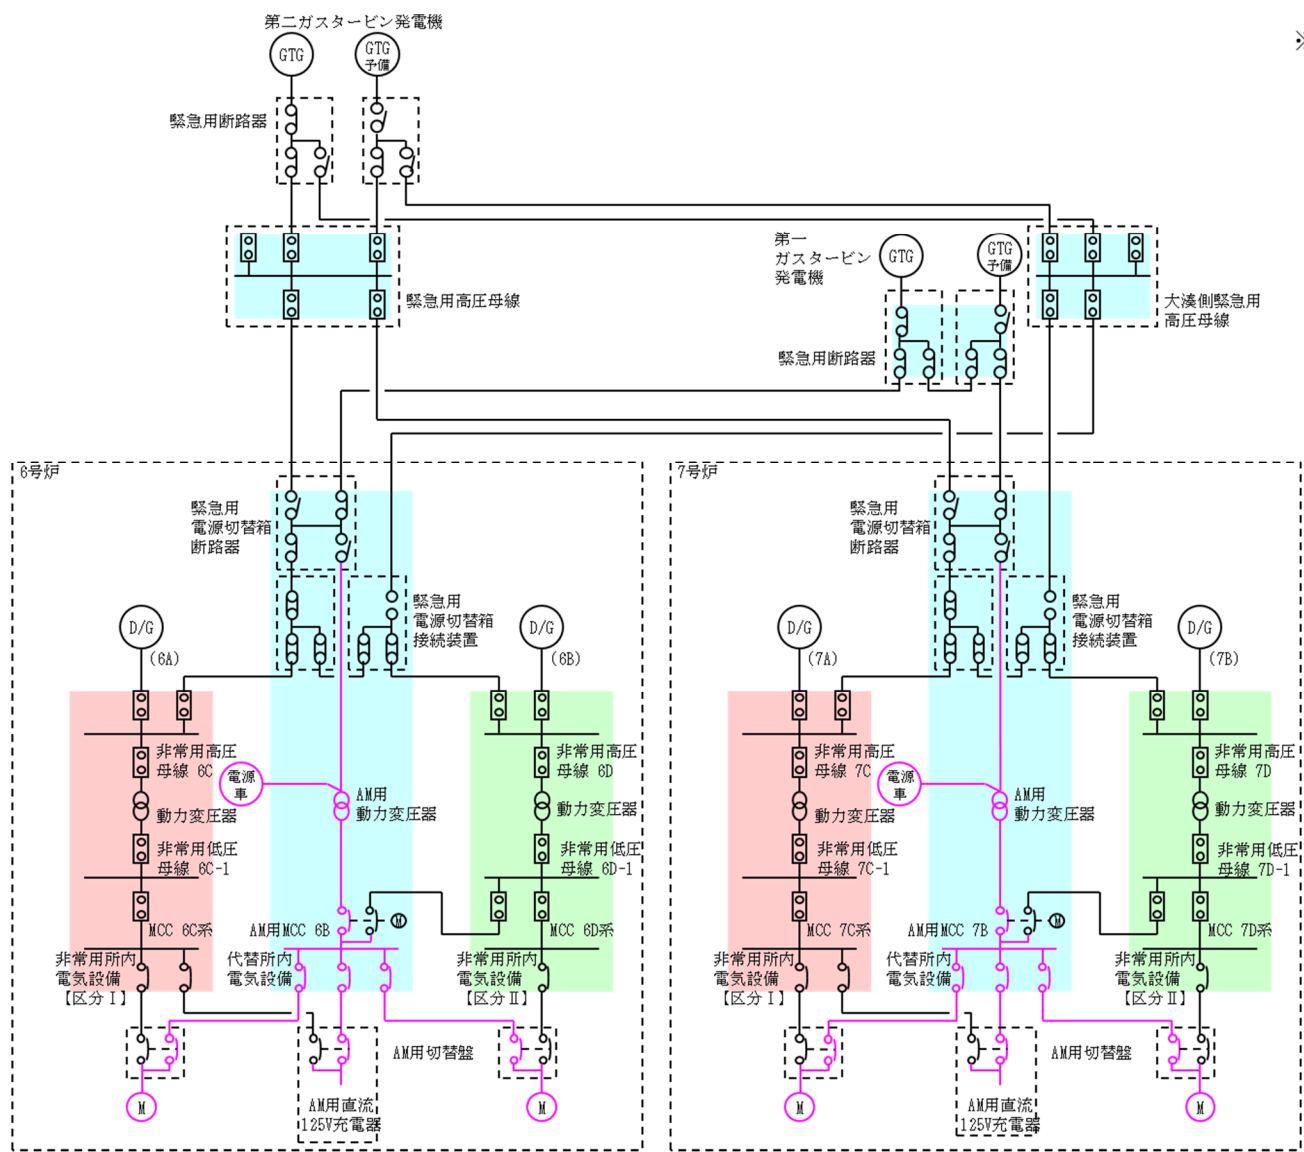 第二ガスタービン発電機
※
GTG
GTG
予備
緊急用断路器
緊急用高圧母線
第一
ガスタービン
発電機
GTG
GTG
予備
緊急用断路器
大湊側緊急用
高圧母線
6号炉
緊急用
電源切替箱
断路器
緊急用
電源切替箱
接続装置
D/G
(6A)
D/G
(6B)
非常用高圧
母線 6C
電源
車
AM用
動力変圧器
非常用高圧
母線 6D
動力変圧器
動力変圧器
非常用低圧
母線 6C-1
非常用低圧
母線 6D-1
MCC 6C系
AM用MCC 6B
M
MCC 6D系
非常用所内
電気設備
【区分Ⅰ】
代替所内
電気設備
非常用所内
電気設備
【区分Ⅱ】
AM用切替盤
M
AM用直流
125V充電器
M
7号炉
緊急用
電源切替箱
断路器
緊急用
電源切替箱
接続装置
D/G
(7A)
D/G
(7B)
非常用高圧
母線 7C
電源
車
AM用
動力変圧器
非常用高圧
母線 7D
動力変圧器
動力変圧器
非常用低圧
母線 7C-1
非常用低圧
母線 7D-1
MCC 7C系
AM用MCC 7B
M
MCC 7D系
非常用所内
電気設備
【区分Ⅰ】
代替所内
電気設備
非常用所内
電気設備
【区分Ⅱ】
AM用切替盤
M
AM用直流
125V充電器
M